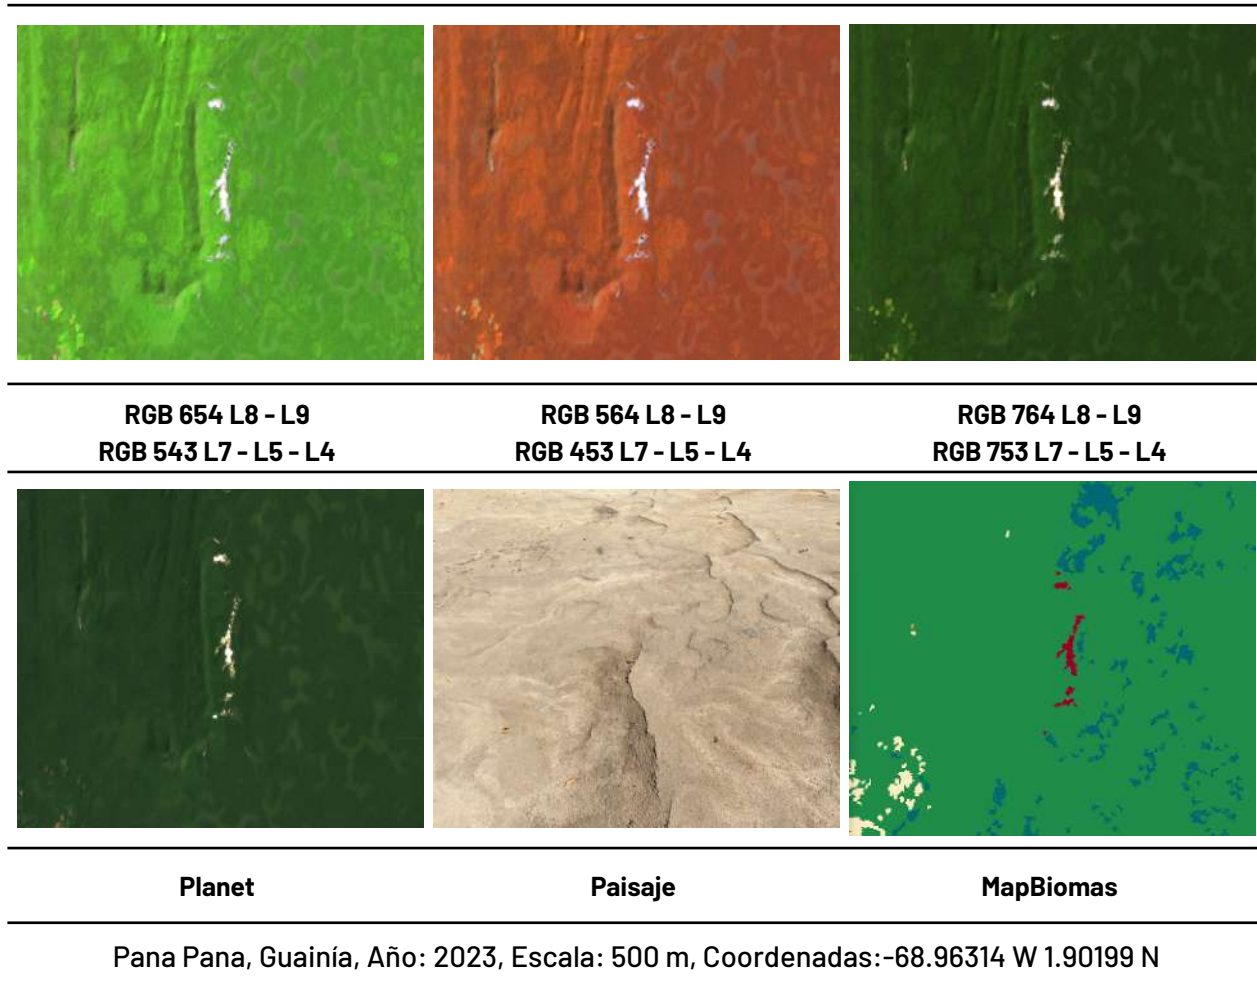 RGB 654 L8 - L9
RGB 543 L7 - L5 - L4
RGB 564 L8 - L9
RGB 453 L7 - L5 - L4
RGB 764 L8 - L9
RGB 753 L7 - L5 - L4
Planet
Paisaje
MapBiomas
Pana Pana, Guainía, Año: 2023, Escala: 500 m, Coordenadas:-68.96314 W 1.90199 N